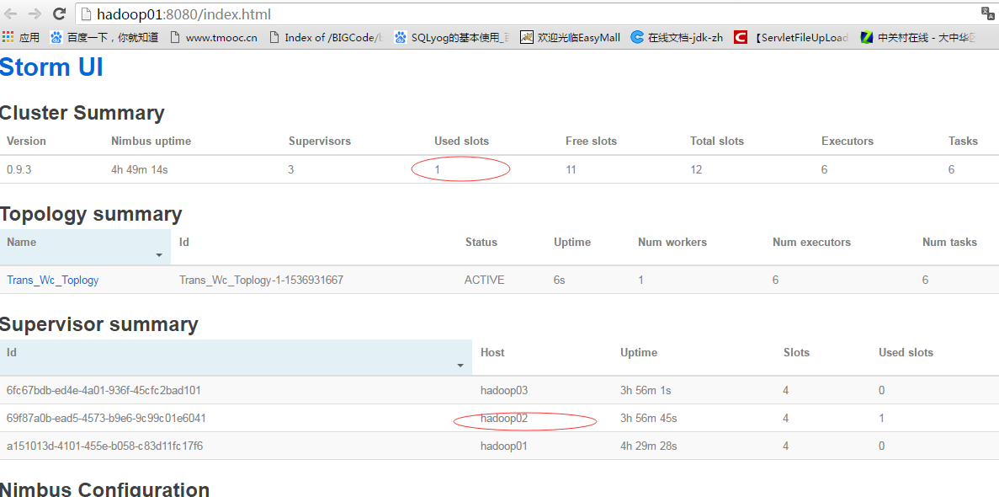 hadoop01:8080/index.html
应用 百度一下，你就知道 www.tmooc.cn Index of /BIGCode/ SQLyog的基本使用_ 欢迎光临EasyMall 在线文档-jdk-zh 【ServletFileUpLoad 中关村在线 - 大中华
Storm UI
Cluster Summary
Version Nimbus uptime Supervisors Used slots Free slots Total slots Executors Tasks
0.9.3 4h 49m 14s 3 1 11 12 6 6
Topology summary
Name Id Status Uptime Num workers Num executors Num tasks
Trans_Wc_Toplogy Trans_Wc_Toplogy-1-1536931667 ACTIVE 6s 1 6 6
Supervisor summary
Id Host Uptime Slots Used slots
6fc67bdb-ed4e-4a01-936f-45cfc2bad101 hadoop03 3h 56m 1s 4 0
69f87a0b-ead5-4573-b9e6-9c99c01e6041 hadoop02 3h 56m 45s 4 1
a151013d-4101-455e-b058-c83d11fc17f6 hadoop01 4h 29m 28s 4 0
Nimbus Configuration